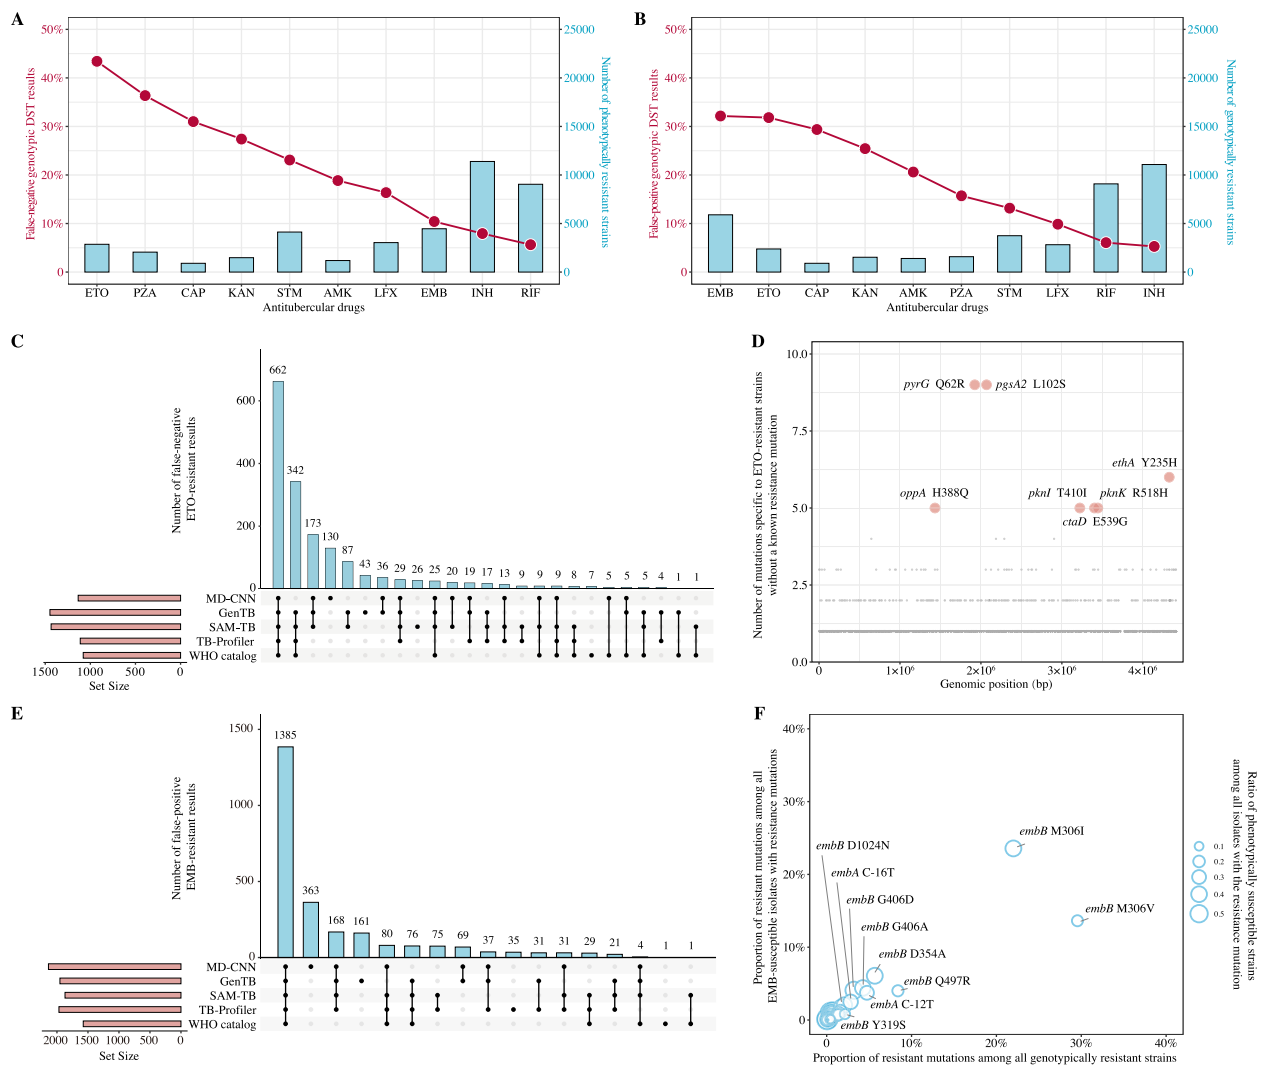 A
50%
40%
30%
20%
10%
0
False-negative genotypic DST results
25000
20000
15000
10000
5000
0
Number of phenotypically resistant strains
ETO PZA CAP KAN STM AMK LFX EMB INH RIF
Antitubercular drugs
B
50%
40%
30%
20%
10%
0
False-positive genotypic DST results
25000
20000
15000
10000
5000
0
Number of genotypically resistant strains
EMB ETO CAP KAN AMK PZA STM LFX RIF INH
Antitubercular drugs
C
Number of false-negative
ETO-resistant results
600
400
200
0
662 342 173 130 87 43 36 29 26 25 20 19 17 13 9 9 9 8 7 5 5 5 4 1 1
MD-CNN
GenTB
SAM-TB
TB-Profiler
WHO catalog
1500 1000 500 0
Set Size
D
Number of mutations specific to ETO-resistant strains
without a known resistance mutation
10.0
7.5
5.0
2.5
0.0
pyrG Q62R
pgsA2 L102S
ethA Y235H
oppA H388Q
pknI T410I
pknK R518H
ctaD E539G
0 1×10⁶ 2×10⁶ 3×10⁶ 4×10⁶
Genomic position (bp)
E
Number of false-positive
EMB-resistant results
1500
1000
500
0
1385 363 168 161 80 76 75 69 37 35 31 31 29 21 4 1 1
MD-CNN
GenTB
SAM-TB
TB-Profiler
WHO catalog
2000 1500 1000 500 0
Set Size
F
Proportion of resistant mutations among all
EMB-susceptible isolates with resistance mutations
40%
30%
20%
10%
0
embB M306I
embB D1024N
embA C-16T
embB G406D
embB M306V
embB G406A
embB D354A
embB Q497R
embA C-12T
embB Y319S
0 10% 20% 30% 40%
Proportion of resistant mutations among all genotypically resistant strains
0.1
0.2
0.3
0.4
0.5
Ratio of phenotypically susceptible strains
among all isolates with the resistance mutation